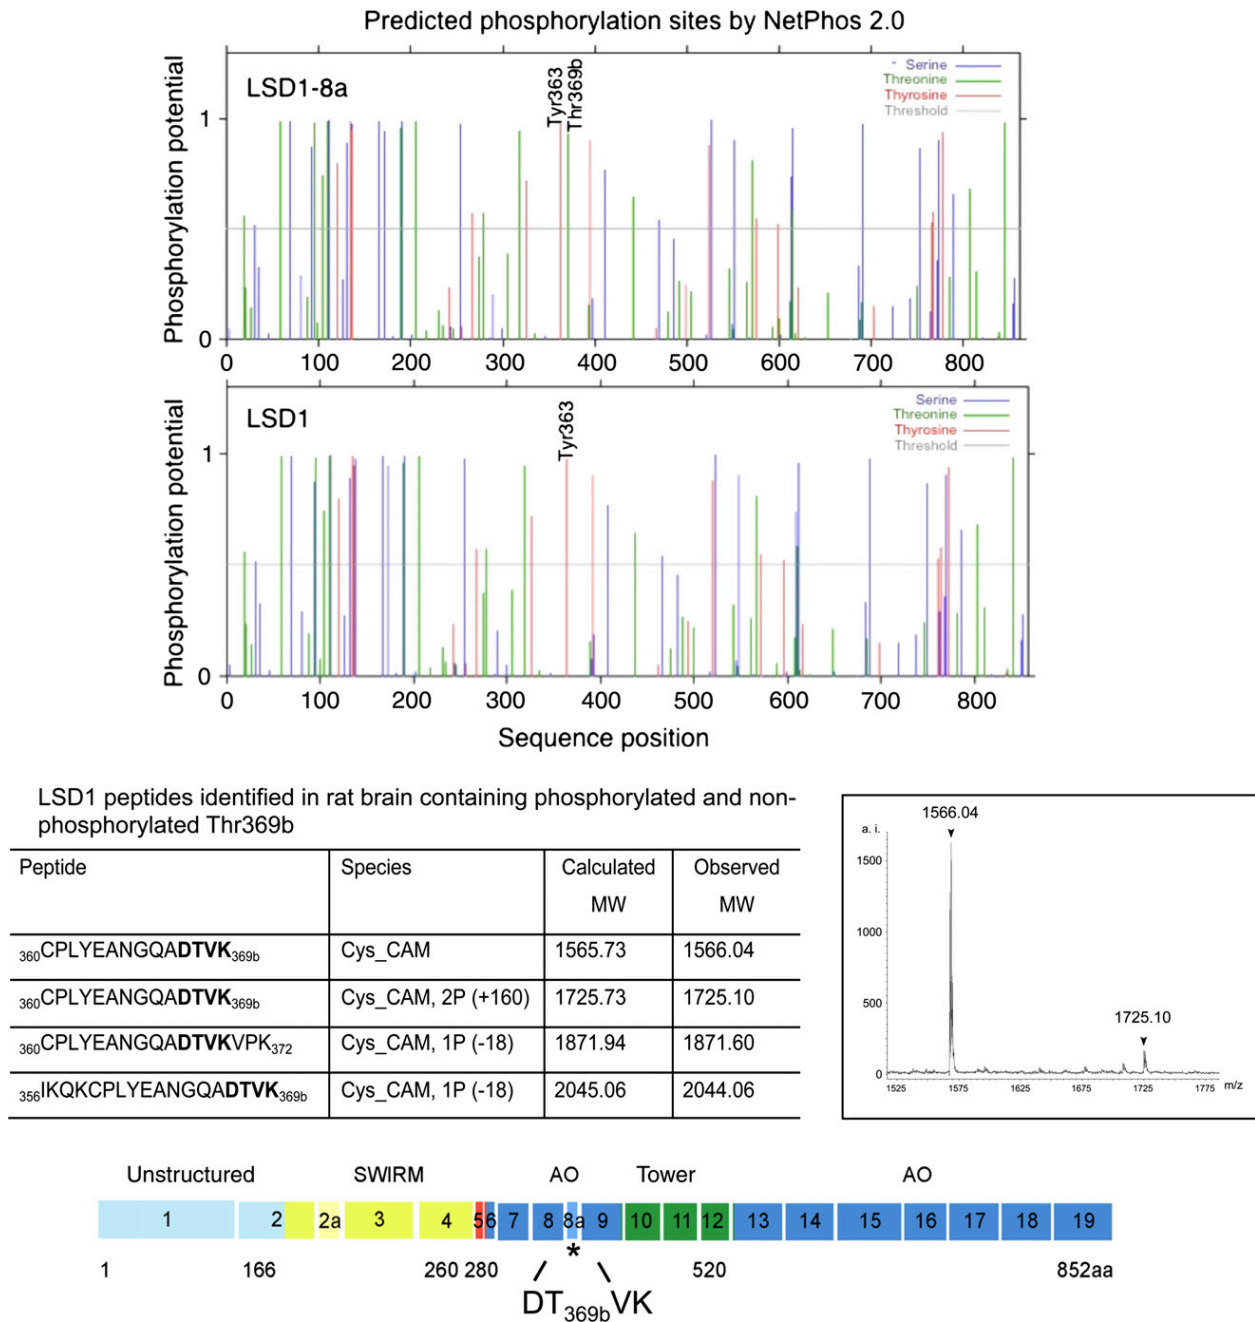 Predicted phosphorylation sites by NetPhos 2.0
Phosphorylation potential
LSD1-8a
Tyr363
Thr369b
Serine
Threonine
Thyrosine
Threshold
1
0
0 100 200 300 400 500 600 700 800
Phosphorylation potential
LSD1
Tyr363
Serine
Threonine
Thyrosine
Threshold
1
0
0 100 200 300 400 500 600 700 800
Sequence position
LSD1 peptides identified in rat brain containing phosphorylated and non-
phosphorylated Thr369b
Peptide Species Calculated MW Observed MW
360CPLYEANGQADTVK369b Cys_CAM 1565.73 1566.04
360CPLYEANGQADTVK369b Cys_CAM, 2P (+160) 1725.73 1725.10
360CPLYEANGQADTVKVPK372 Cys_CAM, 1P (-18) 1871.94 1871.60
356IKQKCPLYEANGQADTVK369b Cys_CAM, 1P (-18) 2045.06 2044.06
1566.04
a. i.
1500
1000
500
0
1725.10
1525 1575 1625 1675 1725 1775 m/z
Unstructured SWIRM AO Tower AO
1 2 2a 3 4 5 6 7 8 8a 9 10 11 12 13 14 15 16 17 18 19
*
1 166 260 280 520 852aa
DT369bVK